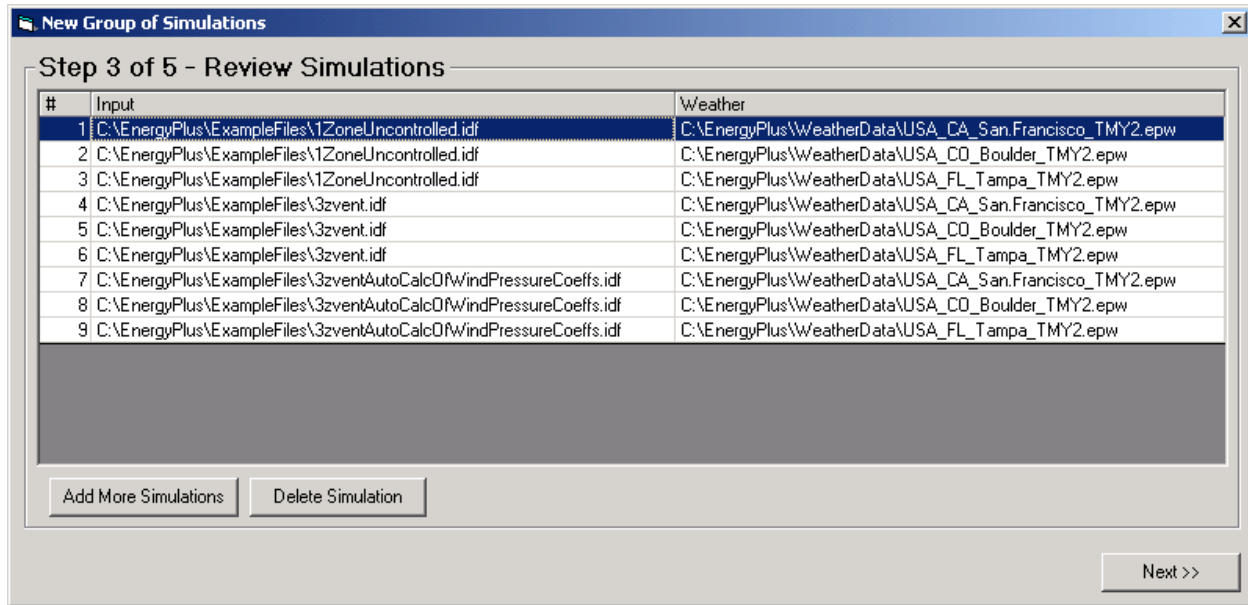 New Group of Simulations
Step 3 of 5 - Review Simulations
# Input Weather
1 C:\EnergyPlus\ExampleFiles\1ZoneUncontrolled.idf C:\EnergyPlus\WeatherData\USA_CA_San.Francisco_TMY2.epw
2 C:\EnergyPlus\ExampleFiles\1ZoneUncontrolled.idf C:\EnergyPlus\WeatherData\USA_CO_Boulder_TMY2.epw
3 C:\EnergyPlus\ExampleFiles\1ZoneUncontrolled.idf C:\EnergyPlus\WeatherData\USA_FL_Tampa_TMY2.epw
4 C:\EnergyPlus\ExampleFiles\3zvent.idf C:\EnergyPlus\WeatherData\USA_CA_San.Francisco_TMY2.epw
5 C:\EnergyPlus\ExampleFiles\3zvent.idf C:\EnergyPlus\WeatherData\USA_CO_Boulder_TMY2.epw
6 C:\EnergyPlus\ExampleFiles\3zvent.idf C:\EnergyPlus\WeatherData\USA_FL_Tampa_TMY2.epw
7 C:\EnergyPlus\ExampleFiles\3zventAutoCalcOfWindPressureCoeffs.idf C:\EnergyPlus\WeatherData\USA_CA_San.Francisco_TMY2.epw
8 C:\EnergyPlus\ExampleFiles\3zventAutoCalcOfWindPressureCoeffs.idf C:\EnergyPlus\WeatherData\USA_CO_Boulder_TMY2.epw
9 C:\EnergyPlus\ExampleFiles\3zventAutoCalcOfWindPressureCoeffs.idf C:\EnergyPlus\WeatherData\USA_FL_Tampa_TMY2.epw
Add More Simulations Delete Simulation
Next >>